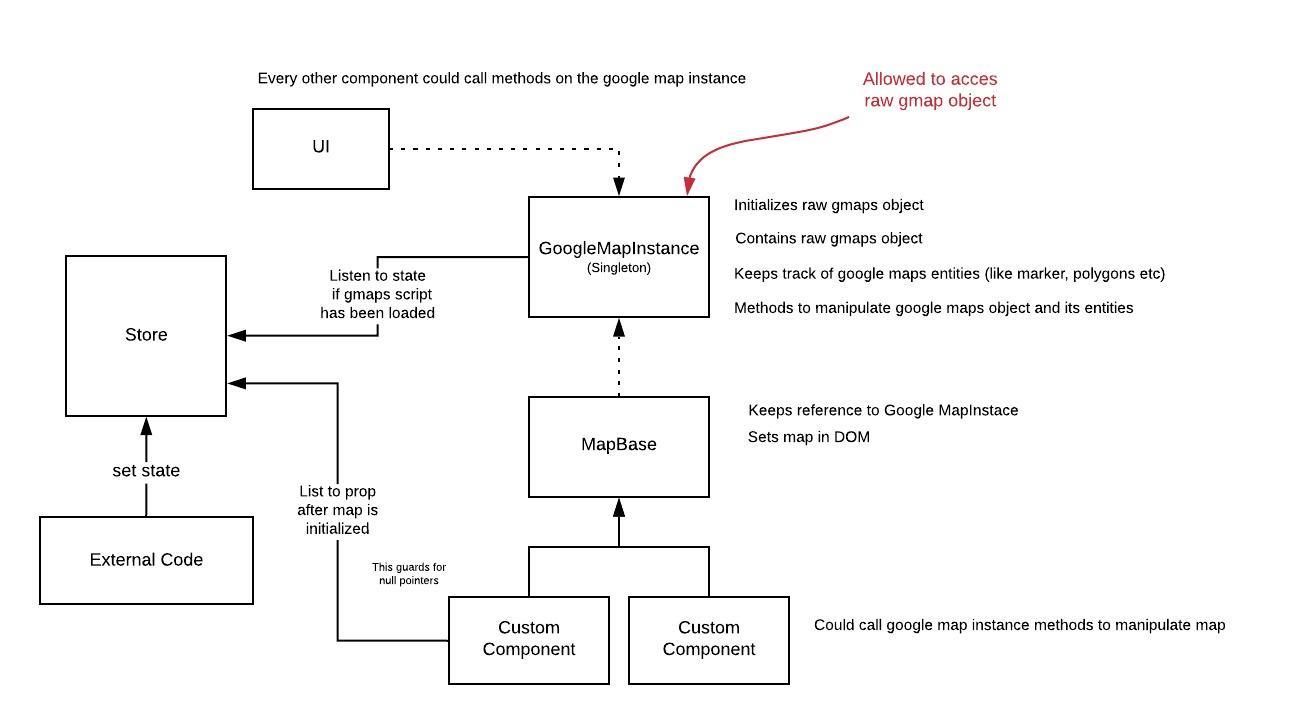 Every other component could call methods on the google map instance
Allowed to acces
raw gmap object
UI
GoogleMapInstance
(Singleton)
Initializes raw gmaps object
Contains raw gmaps object
Keeps track of google maps entities (like marker, polygons etc)
Methods to manipulate google maps object and its entities
Listen to state
if gmaps script
has been loaded
Store
MapBase
Keeps reference to Google MapInstace
Sets map in DOM
set state
List to prop
after map is
initialized
External Code
This guards for
null pointers
Custom
Component
Custom
Component
Could call google map instance methods to manipulate map